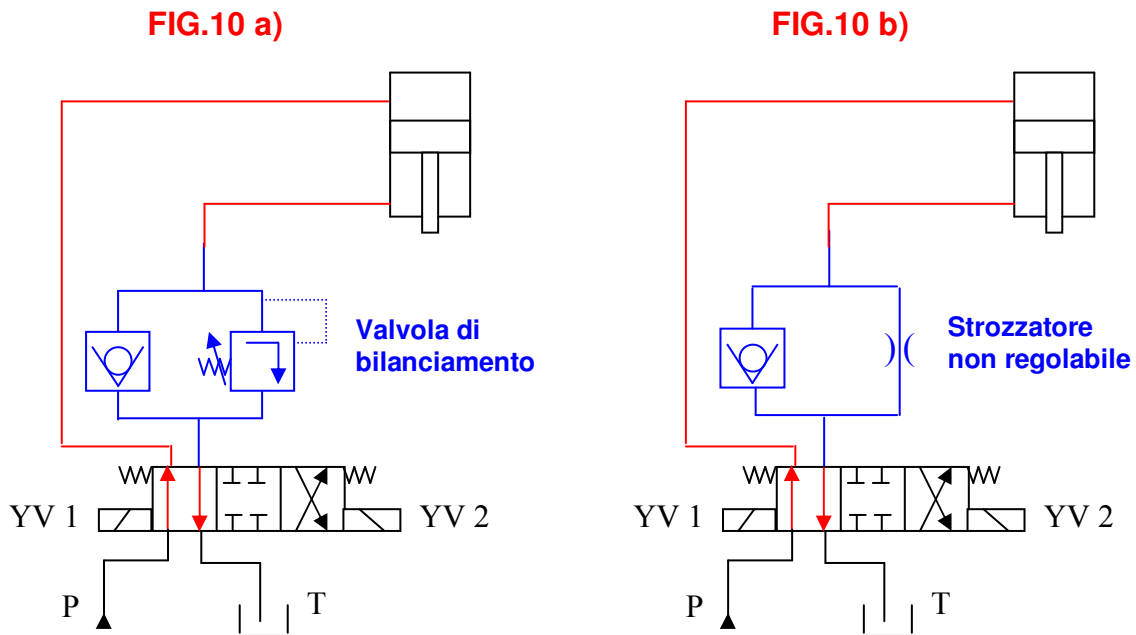 FIG.10 a)
FIG.10 b)
Valvola di
bilanciamento
Strozzatore
non regolabile
YV 1
YV 2
YV 1
YV 2
P
T
P
T